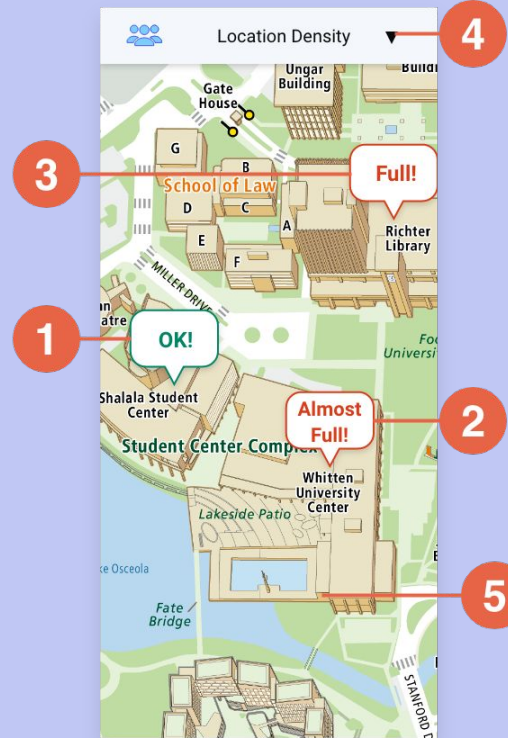 Location Density
4
Ungar
Building
Gate
House
G
B
3
Full!
School of Law
D
C
A
E
F
Richter
Library
MILLER DRIVE
1
OK!
Shalala Student
Center
2
Almost
Full!
Student Center Complex
Whitten
University
Center
Lakeside Patio
Osceola
5
Fate
Bridge
STANFORD D